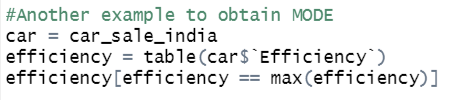 #Another example to obtain MODE
car = car_sale_india
efficiency = table(car$`Efficiency`)
efficiency[efficiency == max(efficiency)]